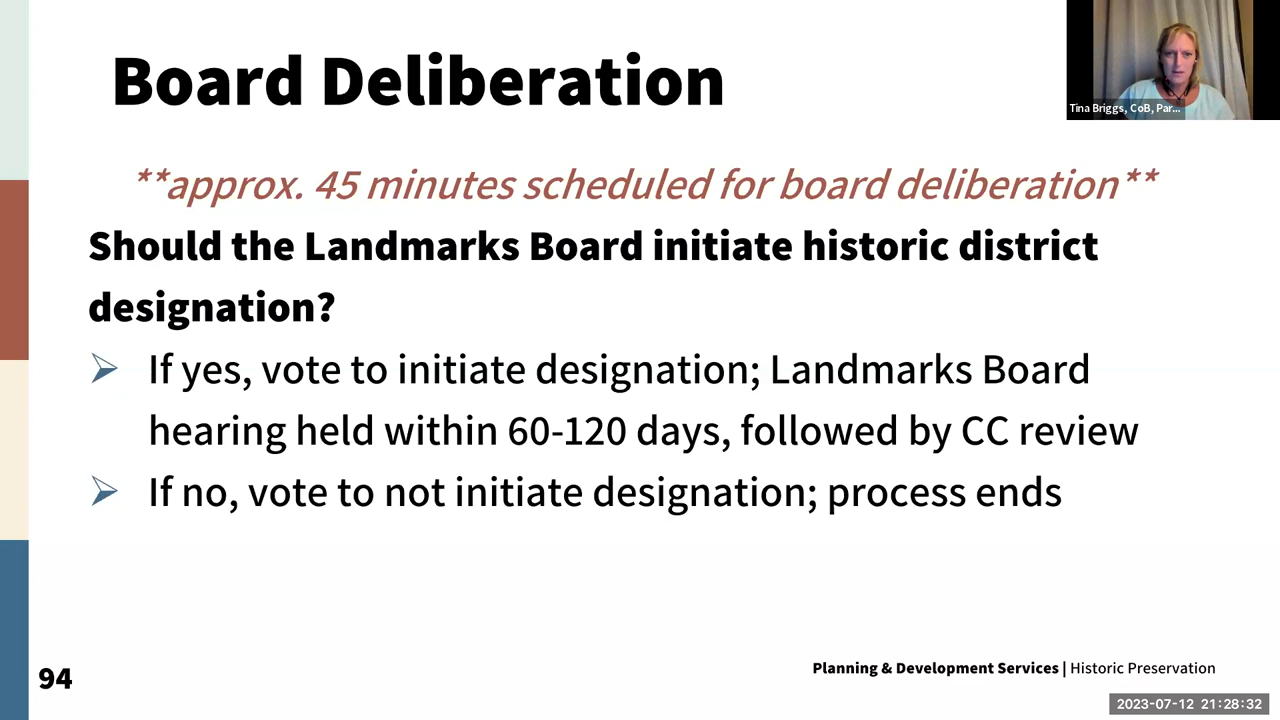 Board Deliberation
Tina Briggs, CoB, Par...
**approx. 45 minutes scheduled for board deliberation**
Should the Landmarks Board initiate historic district
designation?
If yes, vote to initiate designation; Landmarks Board
hearing held within 60-120 days, followed by CC review
If no, vote to not initiate designation; process ends
Planning & Development Services | Historic Preservation
94
2023-07-12 21:28:32